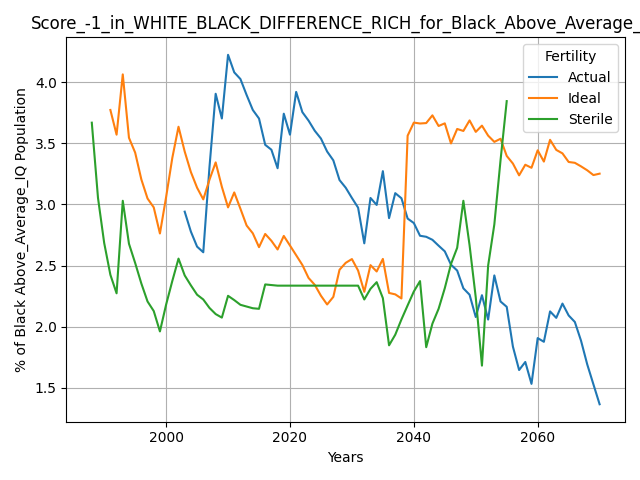 Score_-1_in_WHITE_BLACK_DIFFERENCE_RICH_for_Black_Above_Average_
Fertility
Actual
Ideal
Sterile
% of Black Above_Average_IQ Population
4.0
3.5
3.0
2.5
2.0
1.5
2000
2020
2040
2060
Years